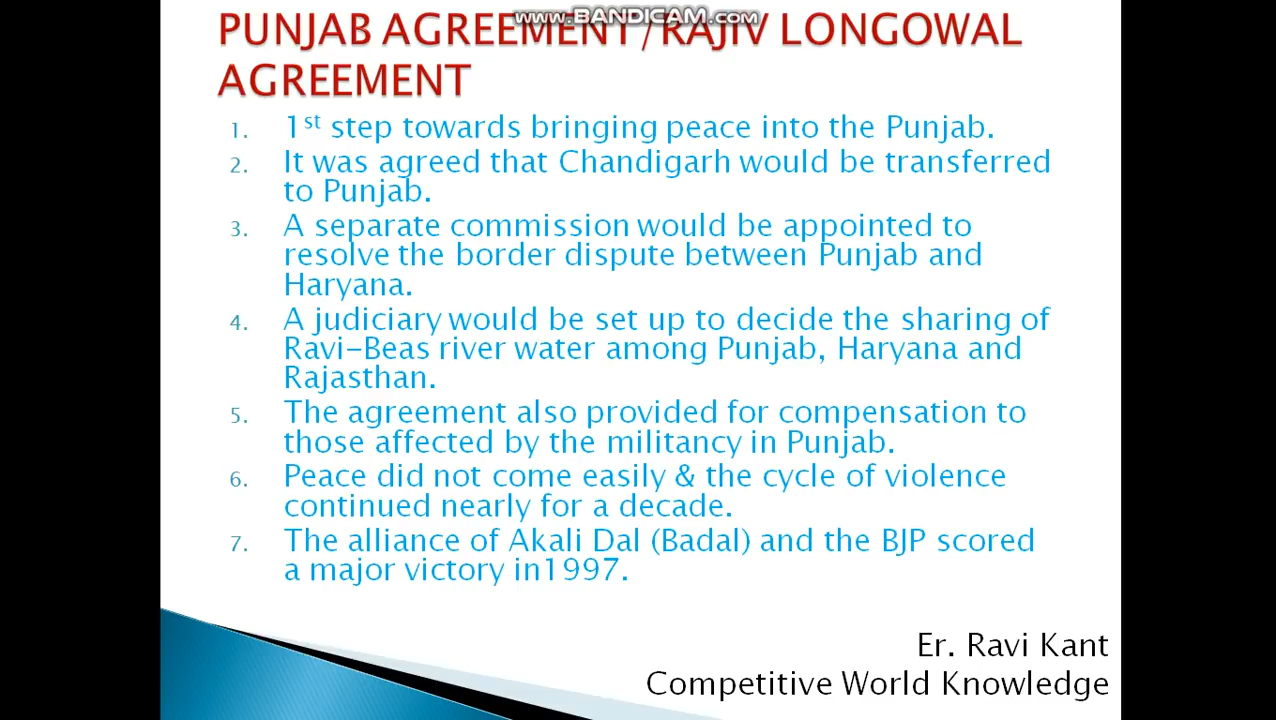 www.BANDICAM.com
PUNJAB AGREEMENT/RAJIV LONGOWAL
AGREEMENT
1. 1st step towards bringing peace into the Punjab.
2. It was agreed that Chandigarh would be transferred
to Punjab.
3. A separate commission would be appointed to
resolve the border dispute between Punjab and
Haryana.
4. A judiciary would be set up to decide the sharing of
Ravi-Beas river water among Punjab, Haryana and
Rajasthan.
5. The agreement also provided for compensation to
those affected by the militancy in Punjab.
6. Peace did not come easily & the cycle of violence
continued nearly for a decade.
7. The alliance of Akali Dal (Badal) and the BJP scored
a major victory in1997.
Er. Ravi Kant
Competitive World Knowledge